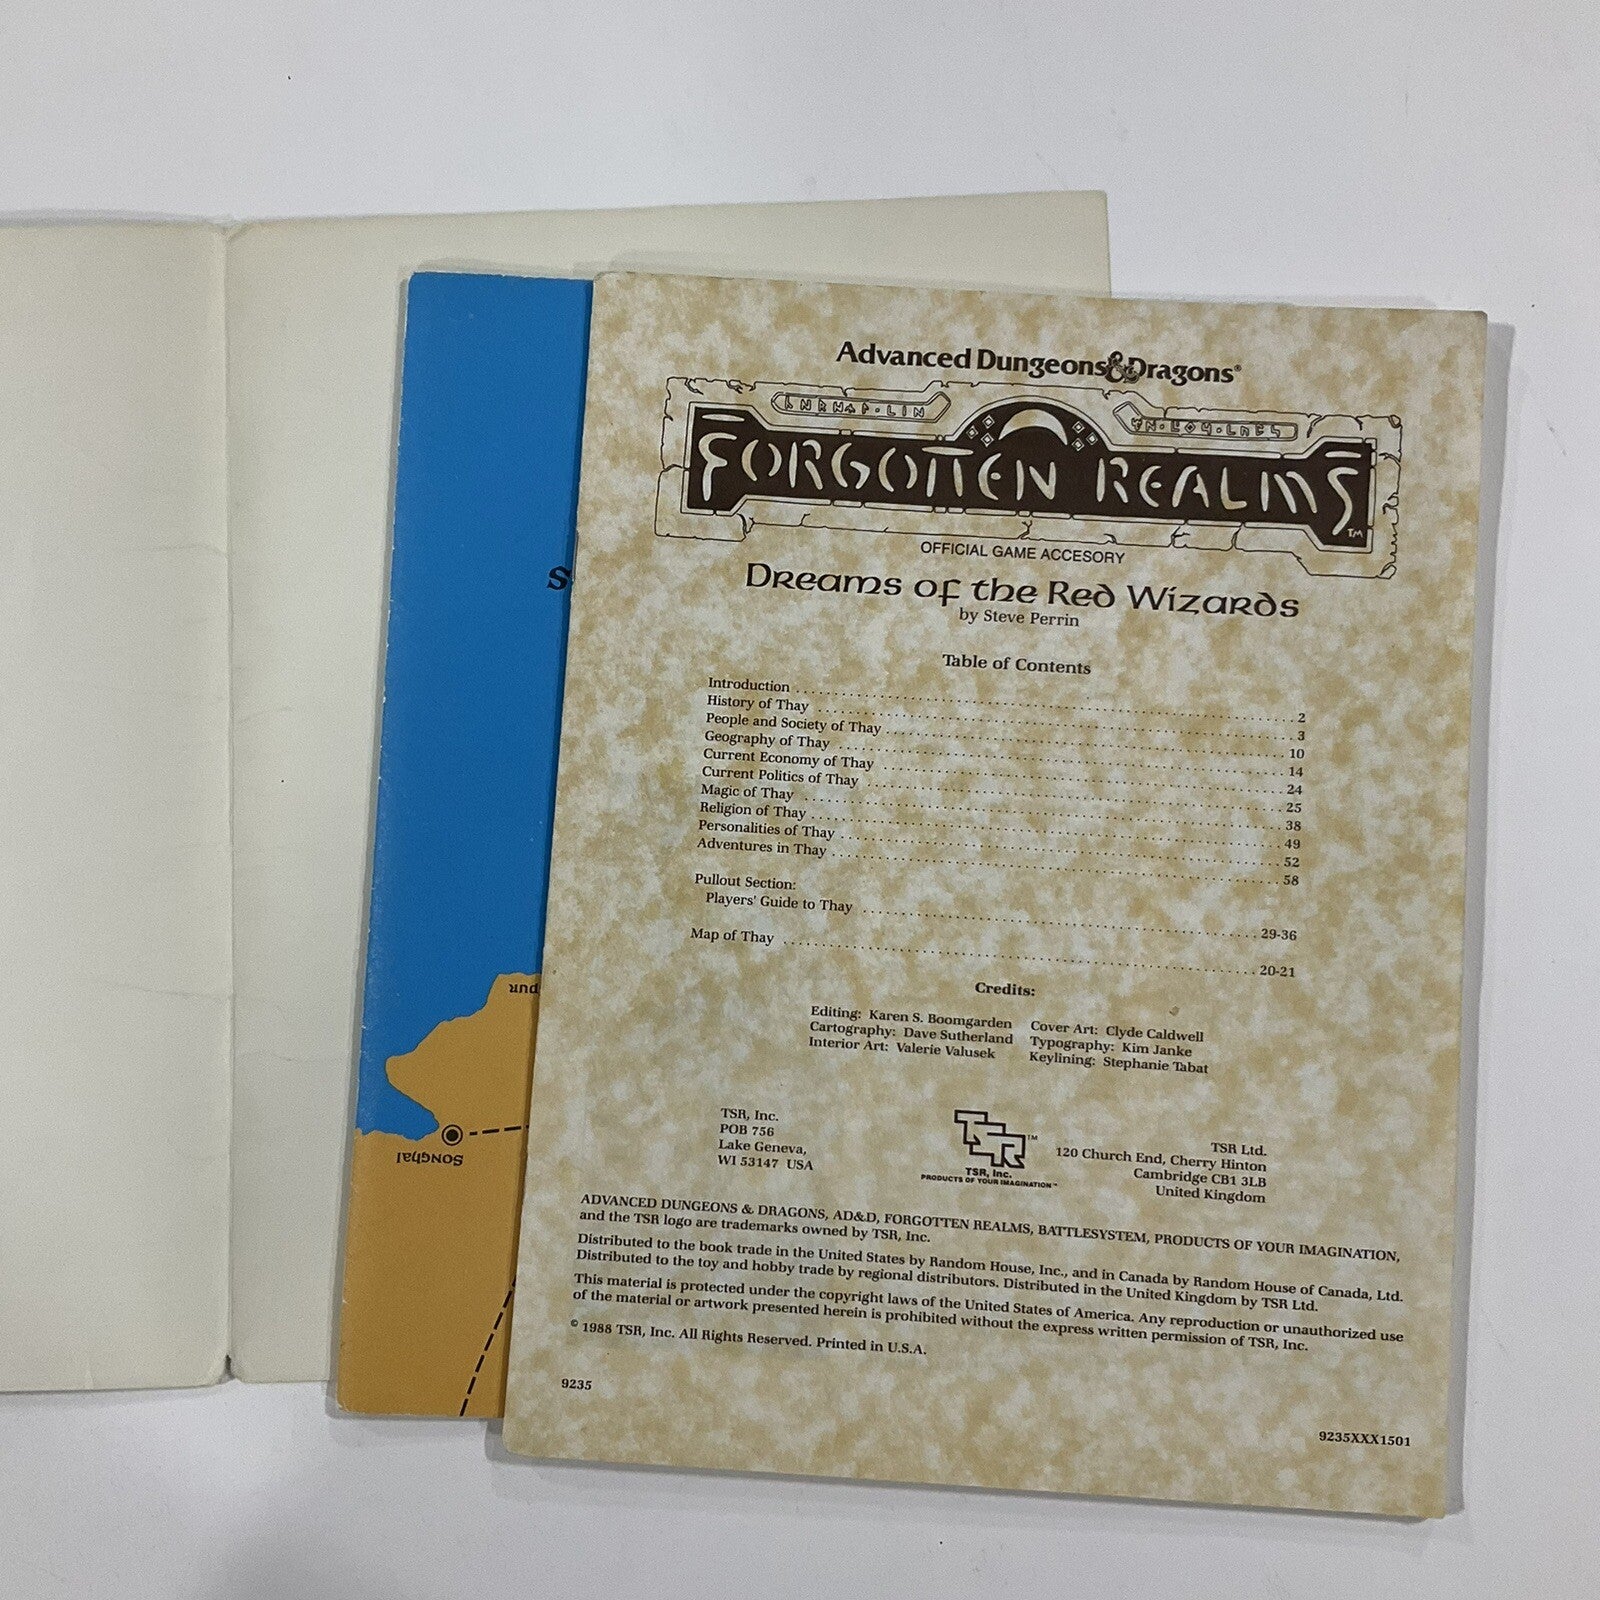 Advanced Dungeons & Dragons®
FORGOTTEN REALMS
TM
OFFICIAL GAME ACCESORY
Dreams of the Red Wizards
by Steve Perrin
Table of Contents
Introduction . . . 2
History of Thay . . . 3
People and Society of Thay . . . 10
Geography of Thay . . . 14
Current Economy of Thay . . . 24
Current Politics of Thay . . . 25
Magic of Thay . . . 38
Religion of Thay . . . 49
Personalities of Thay . . . 52
Adventures in Thay . . . 58
Pullout Section:
Players' Guide to Thay . . . 29-36
Map of Thay . . . 20-21
Credits:
Editing: Karen S. Boomgarden
Cartography: Dave Sutherland
Interior Art: Valerie Valusek
Cover Art: Clyde Caldwell
Typography: Kim Janke
Keylining: Stephanie Tabat
TSR, Inc.
POB 756
Lake Geneva,
WI 53147 USA
TSR™
TSR, Inc.
PRODUCTS OF YOUR IMAGINATION™
TSR Ltd.
120 Church End, Cherry Hinton
Cambridge CB1 3LB
United Kingdom
ADVANCED DUNGEONS & DRAGONS, AD&D, FORGOTTEN REALMS, BATTLESYSTEM, PRODUCTS OF YOUR IMAGINATION,
and the TSR logo are trademarks owned by TSR, Inc.
Distributed to the book trade in the United States by Random House, Inc., and in Canada by Random House of Canada, Ltd.
Distributed to the toy and hobby trade by regional distributors. Distributed in the United Kingdom by TSR Ltd.
This material is protected under the copyright laws of the United States of America. Any reproduction or unauthorized use
of the material or artwork presented herein is prohibited without the express written permission of TSR, Inc.
© 1988 TSR, Inc. All Rights Reserved. Printed in U.S.A.
9235
9235XXX1501
S
Songhal